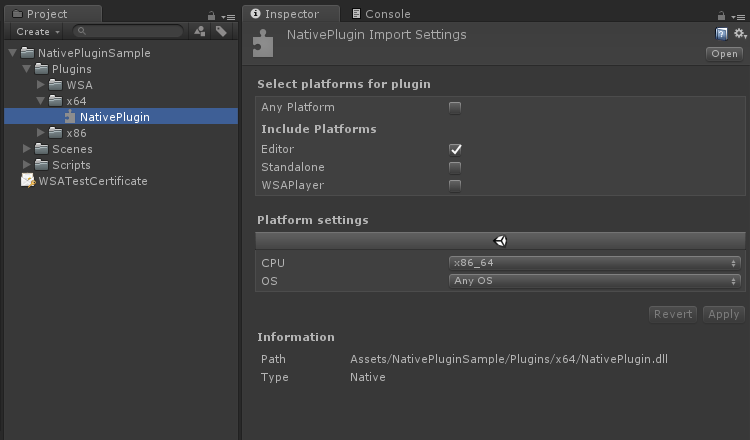 Project
Create
NativePluginSample
Plugins
WSA
x64
NativePlugin
x86
Scenes
Scripts
WSATestCertificate
Inspector
Console
NativePlugin Import Settings
Open
Select platforms for plugin
Any Platform
Include Platforms
Editor
Standalone
WSAPlayer
Platform settings
CPU x86_64
OS Any OS
Revert Apply
Information
Path Assets/NativePluginSample/Plugins/x64/NativePlugin.dll
Type Native